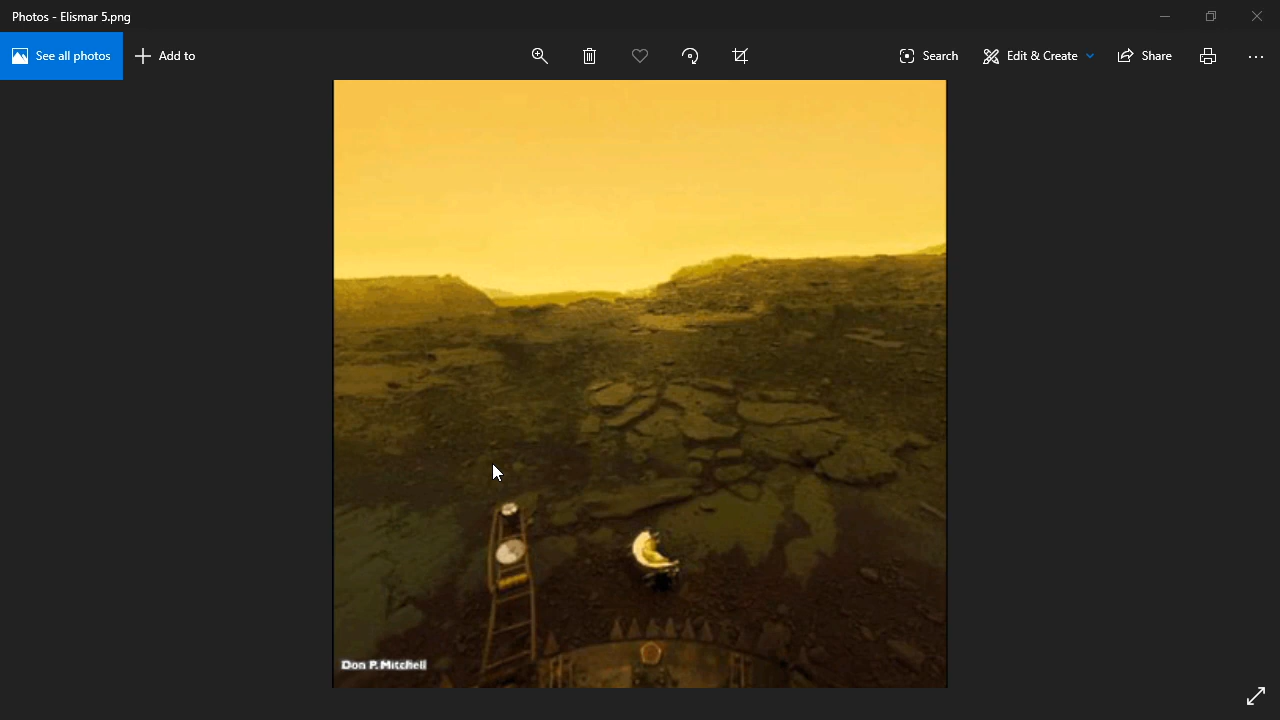 Photos - Elismar 5.png
See all photos
Add to
Search
Edit & Create
Share
Don P. Mitchell